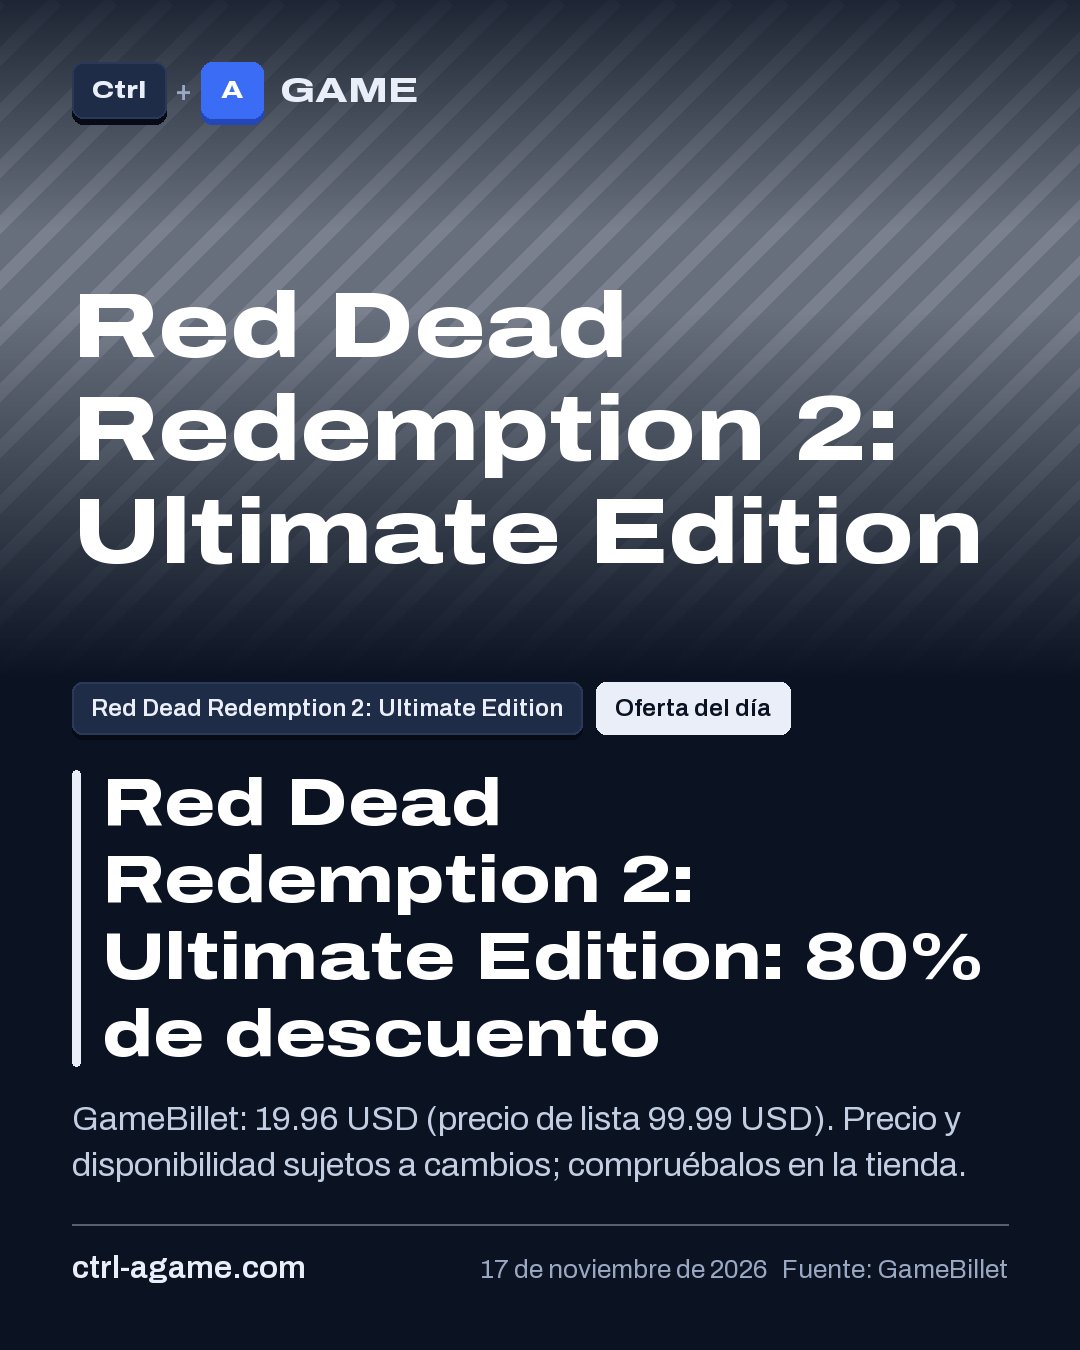 Ctrl + A GAME
Red Dead
Redemption 2:
Ultimate Edition
Red Dead Redemption 2: Ultimate Edition Oferta del día
Red Dead
Redemption 2:
Ultimate Edition: 80%
de descuento
GameBillet: 19.96 USD (precio de lista 99.99 USD). Precio y
disponibilidad sujetos a cambios; compruébalos en la tienda.
ctrl-agame.com 17 de noviembre de 2026 Fuente: GameBillet